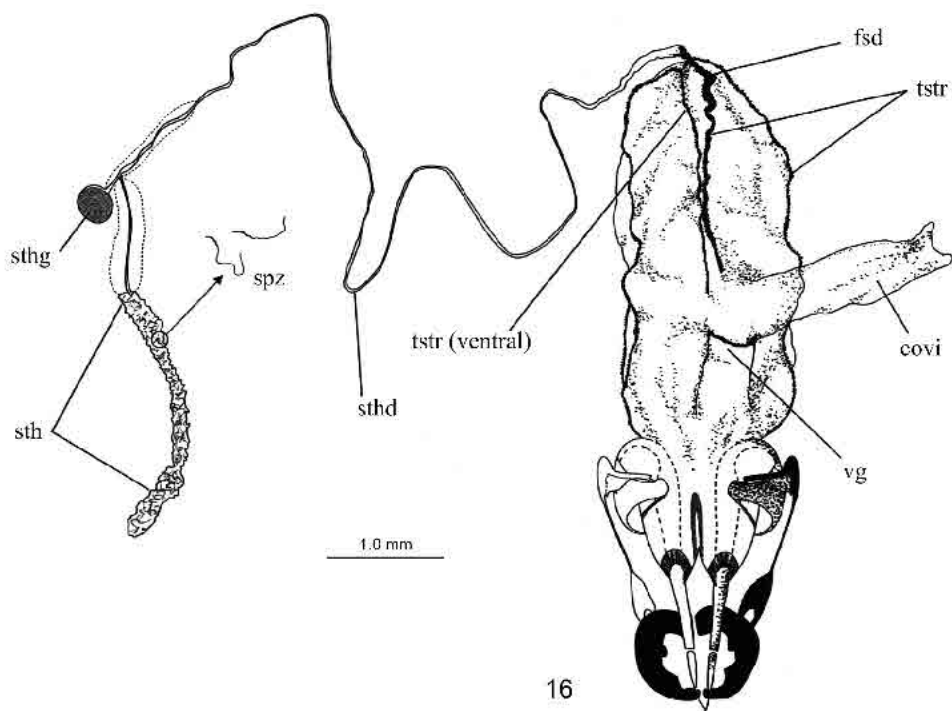 fsd
tstr
sthg
spz
tstr (ventral)
covi
sthd
sth
vg
1.0 mm
16